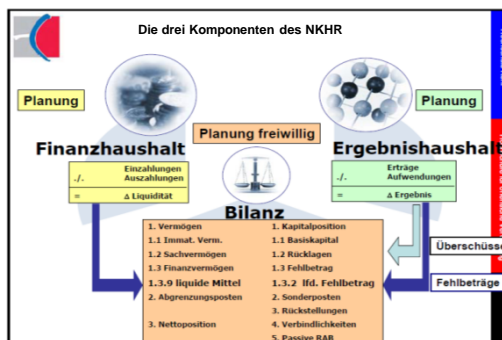 Die drei Komponenten des NKHR
Planung
Planung
Planung freiwillig
Finanzhaushalt
Ergebnishaushalt
Einzahlungen
./. Auszahlungen
= Δ Liquidität
Erträge
./. Aufwendungen
= Δ Ergebnis
Bilanz
1. Vermögen
1.1 Immat. Verm.
1.2 Sachvermögen
1.3 Finanzvermögen
1.3.9 liquide Mittel
2. Abgrenzungsposten
3. Nettoposition
1. Kapitalposition
1.1 Basiskapital
1.2 Rücklagen
1.3 Fehlbetrag
1.3.2 lfd. Fehlbetrag
2. Sonderposten
3. Rückstellungen
4. Verbindlichkeiten
5. Passive RAB
Überschüsse
Fehlbeträge